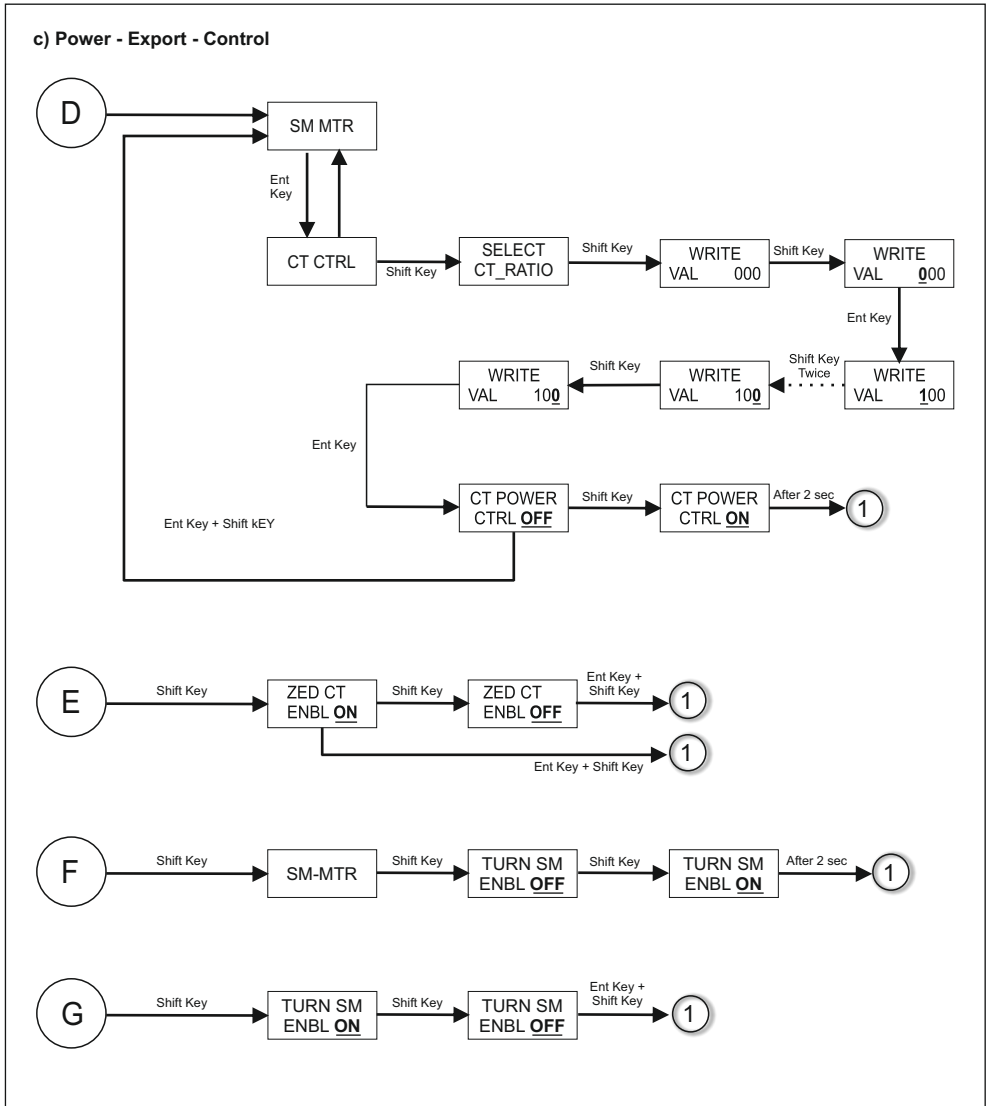 c) Power - Export - Control
D
SM MTR
Ent
Key
CT CTRL
Shift Key
SELECT
CT_RATIO
Shift Key
WRITE
VAL 000
Shift Key
WRITE
VAL 000
Ent Key
WRITE
VAL 100
Shift Key
WRITE
VAL 100
Shift Key
Twice
WRITE
100
Ent Key
CT POWER
CTRL OFF
Shift Key
CT POWER
CTRL ON
After 2 sec
1
Ent Key + Shift kEY
E
Shift Key
ZED CT
ENBL ON
Shift Key
ZED CT
ENBL OFF
Ent Key +
Shift Key
1
Ent Key + Shift Key
1
F
Shift Key
SM-MTR
Shift Key
TURN SM
ENBL OFF
Shift Key
TURN SM
ENBL ON
After 2 sec
1
G
Shift Key
TURN SM
ENBL ON
Shift Key
TURN SM
ENBL OFF
Ent Key +
Shift Key
1